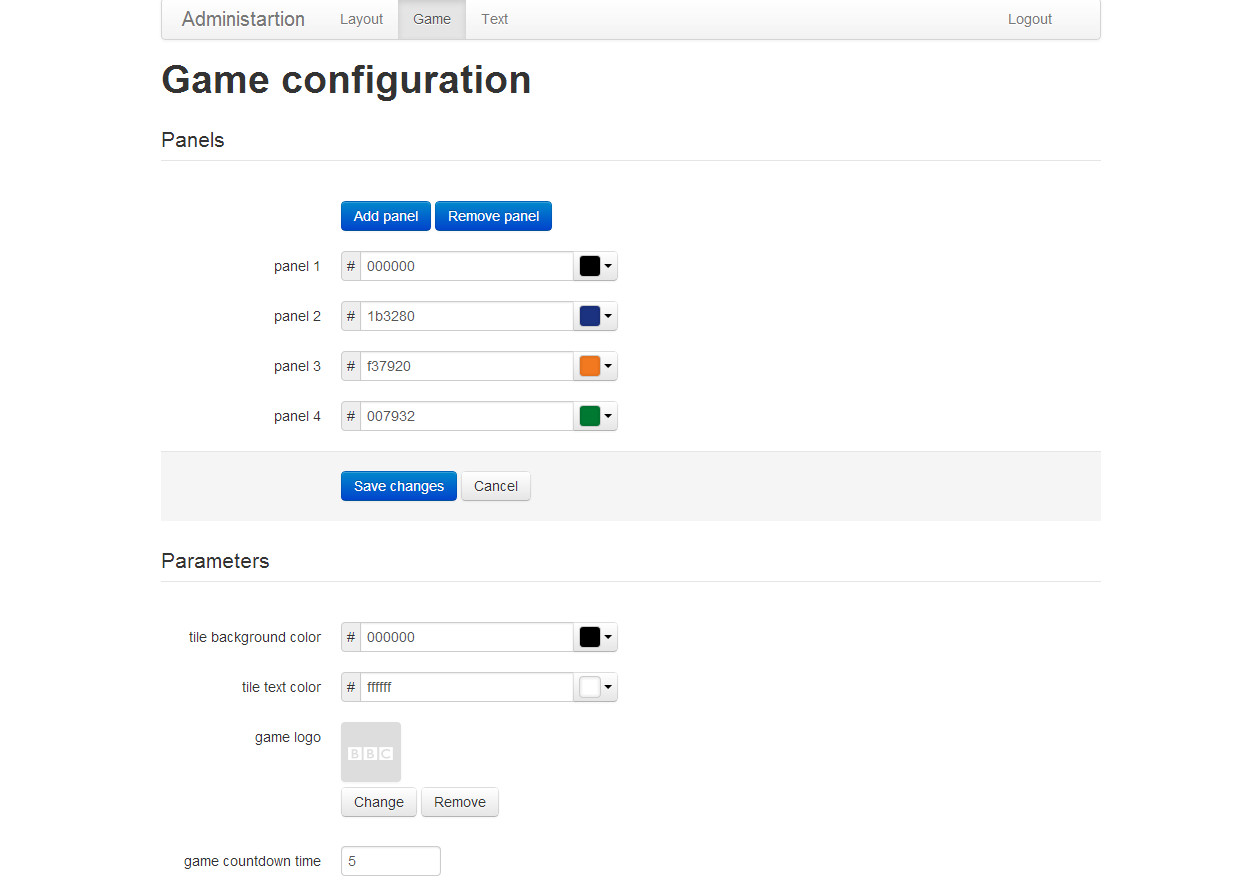 Administartion Layout Game Text Logout
Game configuration
Panels
Add panel Remove panel
panel 1 # 000000
panel 2 # 1b3280
panel 3 # f37920
panel 4 # 007932
Save changes Cancel
Parameters
tile background color # 000000
tile text color # ffffff
game logo
BBC
Change Remove
game countdown time 5